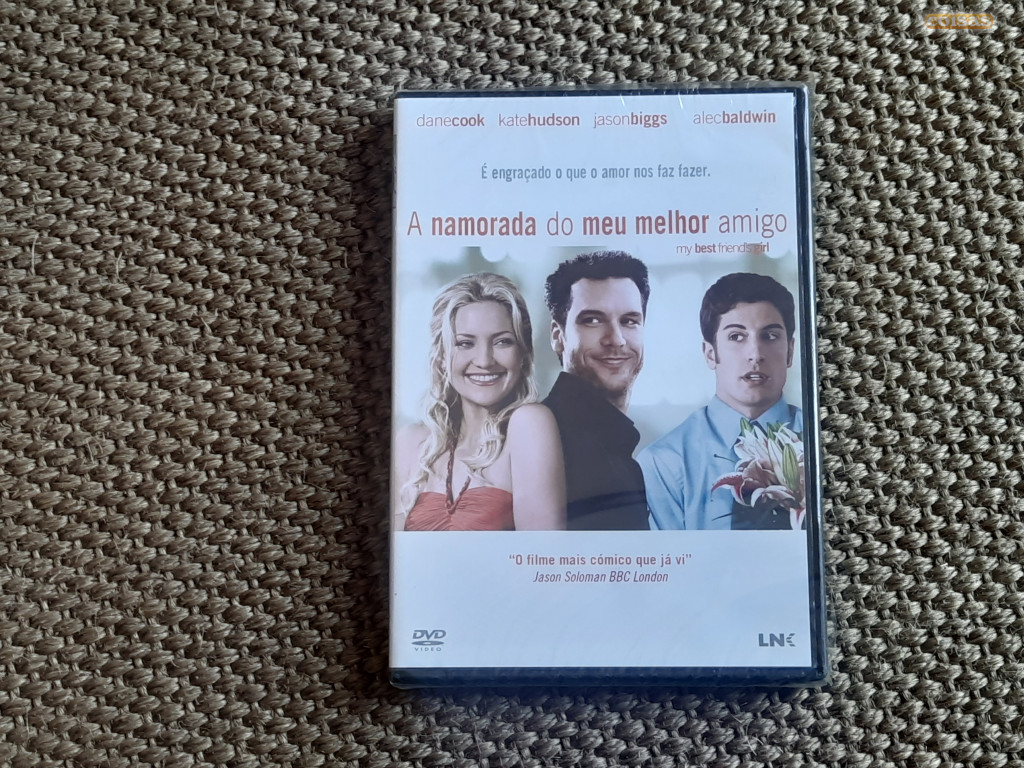 danecook katehudson jasonbiggs alecbaldwin
É engraçado o que o amor nos faz fazer.
A namorada do meu melhor amigo
my best friend's girl
"O filme mais cómico que já vi"
Jason Soloman BBC London
DVD
VIDEO
LNK